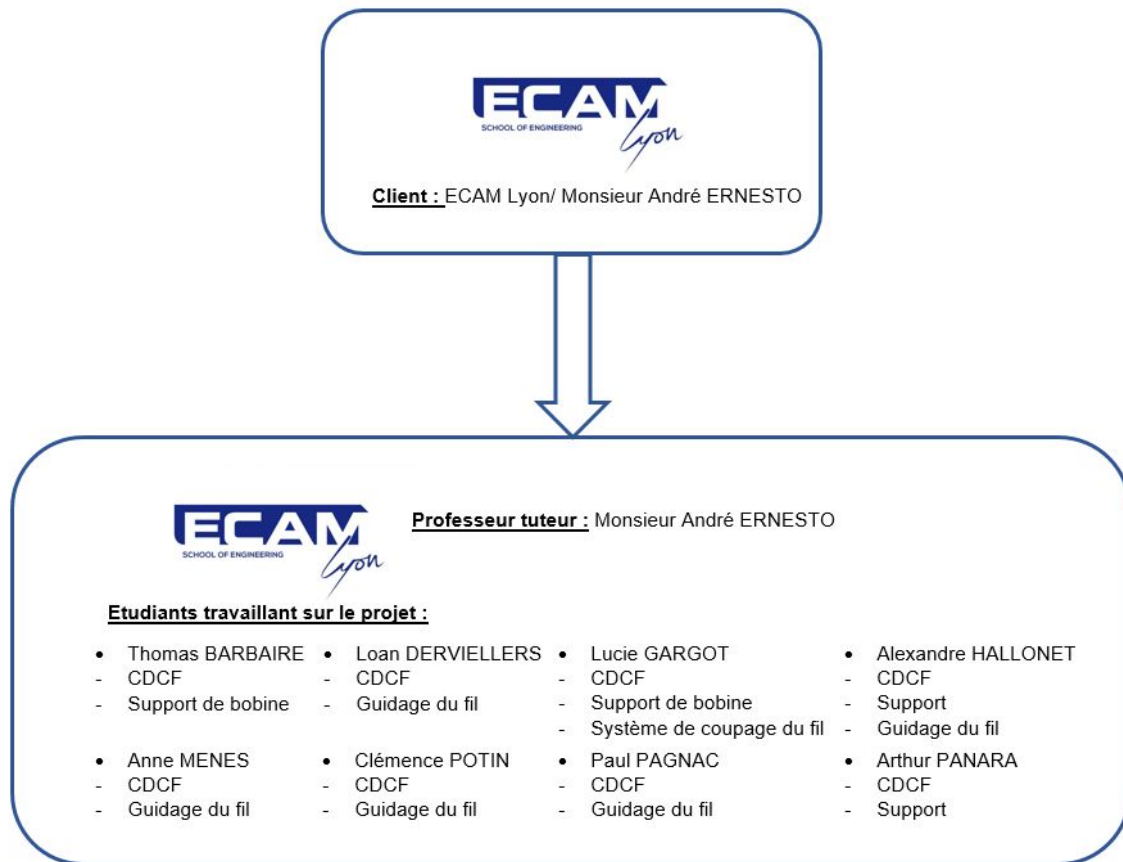 ECAM
SCHOOL OF ENGINEERING
Lyon
Client : ECAM Lyon/ Monsieur André ERNESTO
ECAM
SCHOOL OF ENGINEERING
Lyon
Professeur tuteur : Monsieur André ERNESTO
Etudiants travaillant sur le projet :
• Thomas BARBAIRE
- CDCF
- Support de bobine
• Loan DERVIELLERS
- CDCF
- Guidage du fil
• Lucie GARGOT
- CDCF
- Support de bobine
- Système de coupage du fil
• Alexandre HALLONET
- CDCF
- Support
- Guidage du fil
• Anne MENES
- CDCF
- Guidage du fil
• Clémence POTIN
- CDCF
- Guidage du fil
• Paul PAGNAC
- CDCF
- Guidage du fil
• Arthur PANARA
- CDCF
- Support